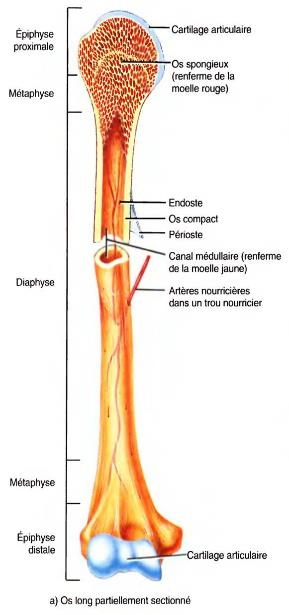 Épiphyse
proximale
Cartilage articulaire
Os spongieux
(renferme de la
moelle rouge)
Métaphyse
Endoste
Os compact
Périoste
Canal médullaire (renferme
de la moelle jaune)
Diaphyse
Artères nourricières
dans un trou nourricier
Métaphyse
Épiphyse
distale
Cartilage articulaire
a) Os long partiellement sectionné